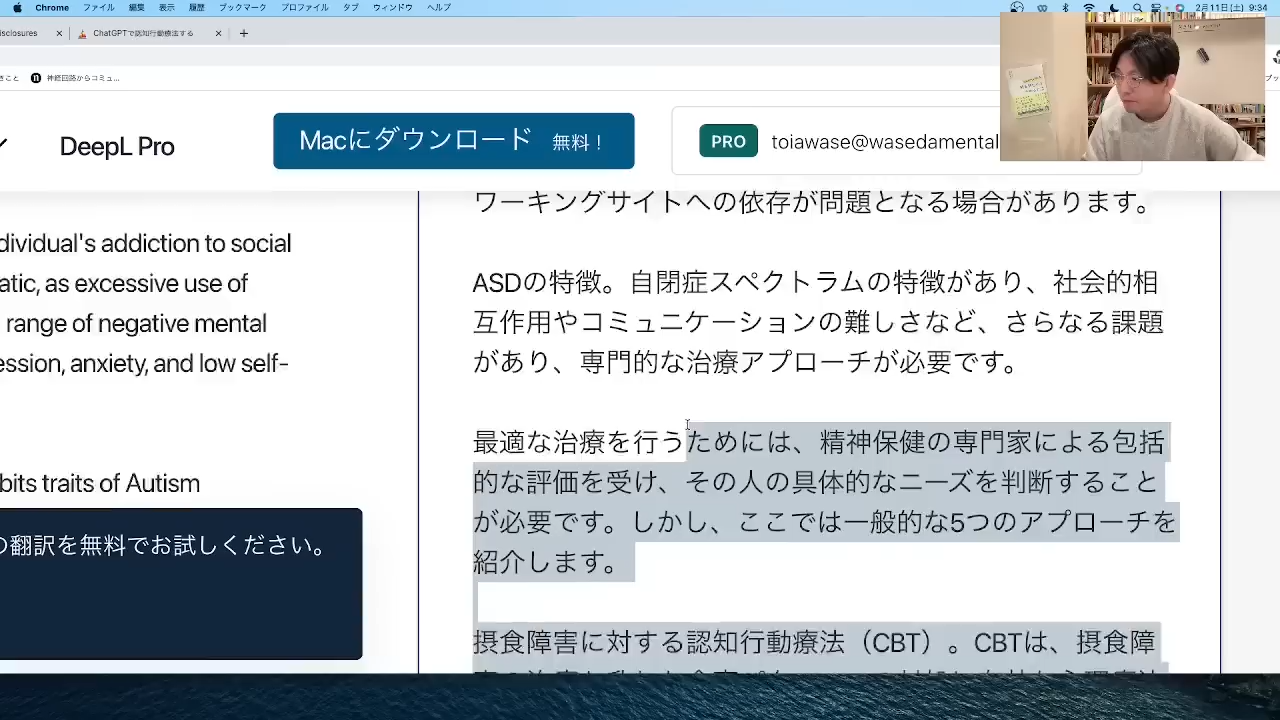 Chrome ファイル 編集 表示 履歴 ブックマーク プロファイル タブ ウィンドウ ヘルプ 2月11日(土) 9:34
isclosures × ChatGPTで認知行動療法する × +
きこと 神経回路からコミュ...
DeepL Pro Macにダウンロード 無料！ PRO toiawase@wasedamental
ワーキングサイトへの依存が問題となる場合があります。
dividual's addiction to social
atic, as excessive use of
range of negative mental
ession, anxiety, and low self-
bits traits of Autism
の翻訳を無料でお試しください。
ASDの特徴。自閉症スペクトラムの特徴があり、社会的相
互作用やコミュニケーションの難しさなど、さらなる課題
があり、専門的な治療アプローチが必要です。
最適な治療を行うためには、精神保健の専門家による包括
的な評価を受け、その人の具体的なニーズを判断すること
が必要です。しかし、ここでは一般的な5つのアプローチを
紹介します。
摂食障害に対する認知行動療法（CBT）。CBTは、摂食障